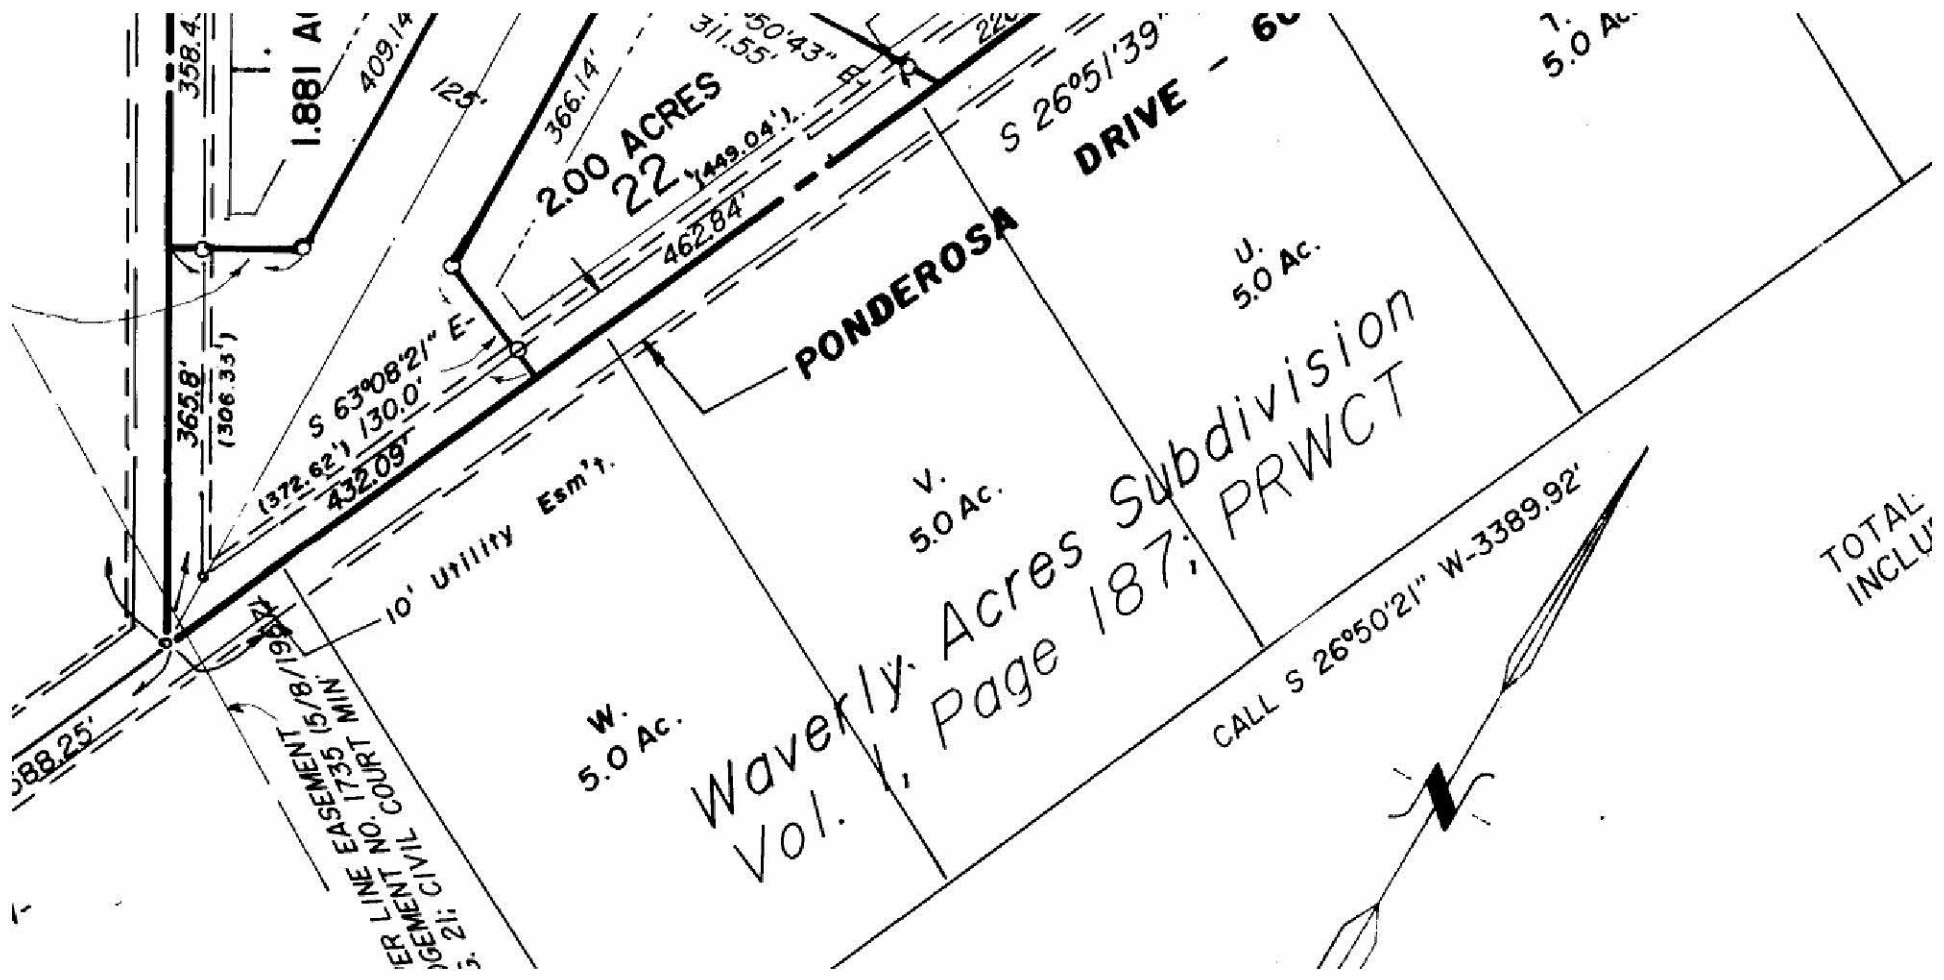 358.4
1.881 AC
409.14'
125'
366.14'
50'43"
311.55'
220
2.00 ACRES
22
(449.04')
462.84'
S 26°51'39"
DRIVE - 60
PONDEROSA
T.
5.0 Ac.
U.
5.0 Ac.
V.
5.0 Ac.
W.
5.0 Ac.
365.8'
(306.33')
S 63°08'21" E-
130.0'
(372.62')
432.09'
10' Utility Esm't.
588.25'
Waverly Acres Subdivision
Vol. 1, Page 187; PRWCT
CALL S 26°50'21" W-3389.92'
TOTAL
INCLU
LINE EASEMENT (5/8/196
NO. 1735
COURT MIN.
21; CIVIL
N